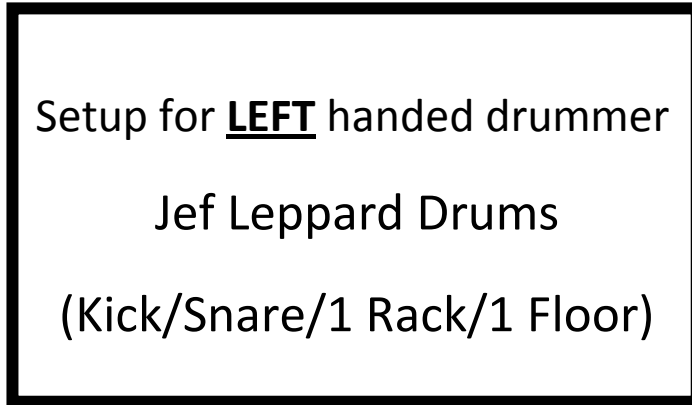 Setup for LEFT handed drummer
Jef Leppard Drums
(Kick/Snare/1 Rack/1 Floor)